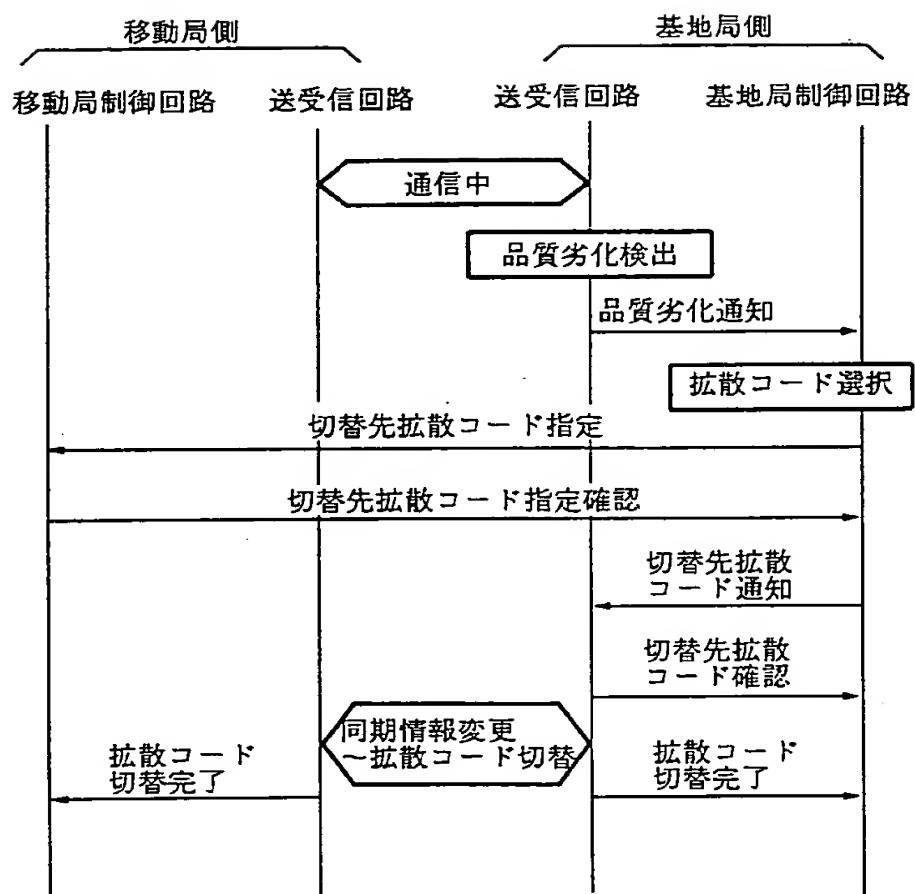 移動局側
基地局側
移動局制御回路
送受信回路
送受信回路
基地局制御回路
通信中
品質劣化検出
品質劣化通知
拡散コード選択
切替先拡散コード指定
切替先拡散コード指定確認
切替先拡散
コード通知
切替先拡散
コード確認
同期情報変更
～拡散コード切替
拡散コード
切替完了
拡散コード
切替完了